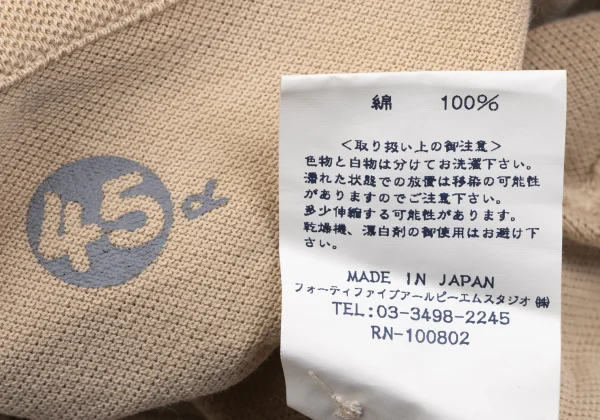 45R
綿 100%
<取り扱い上の御注意>
色物と白物は分けてお洗濯下さい。
濡れた状態での放置は移染の可能性
がありますのでご注意下さい。
多少伸縮する可能性があります。
乾燥機、漂白剤の御使用はお避け下
さい。
MADE IN JAPAN
フォーティファイブアールピーエムスタジオ㈱
TEL:03-3498-2245
RN-100802